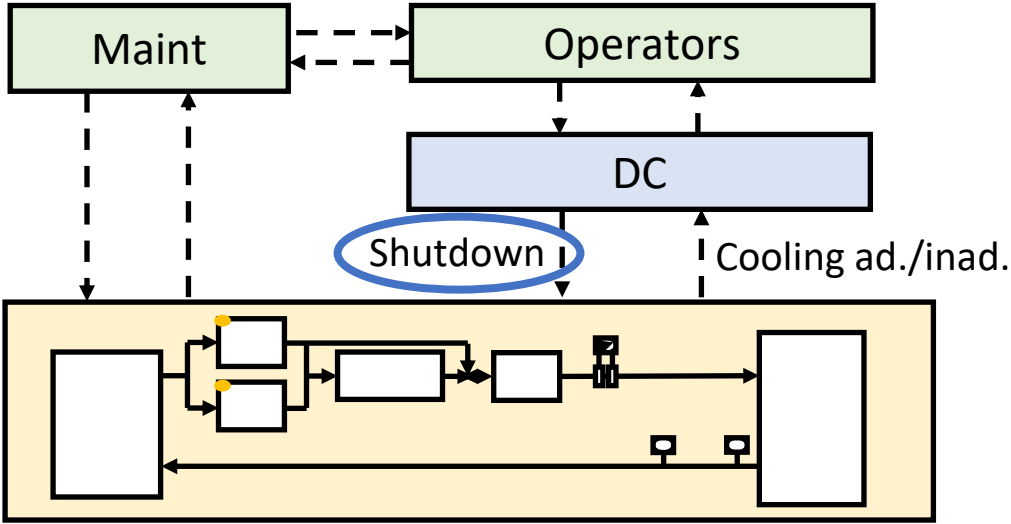 Maint
Operators
DC
Shutdown
Cooling ad./inad.